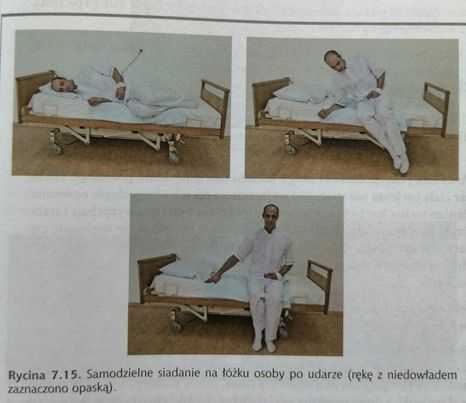 Rycina 7.15. Samodzielne siadanie na łóżku osoby po udarze (rękę z niedowładem
zaznaczono opaską).